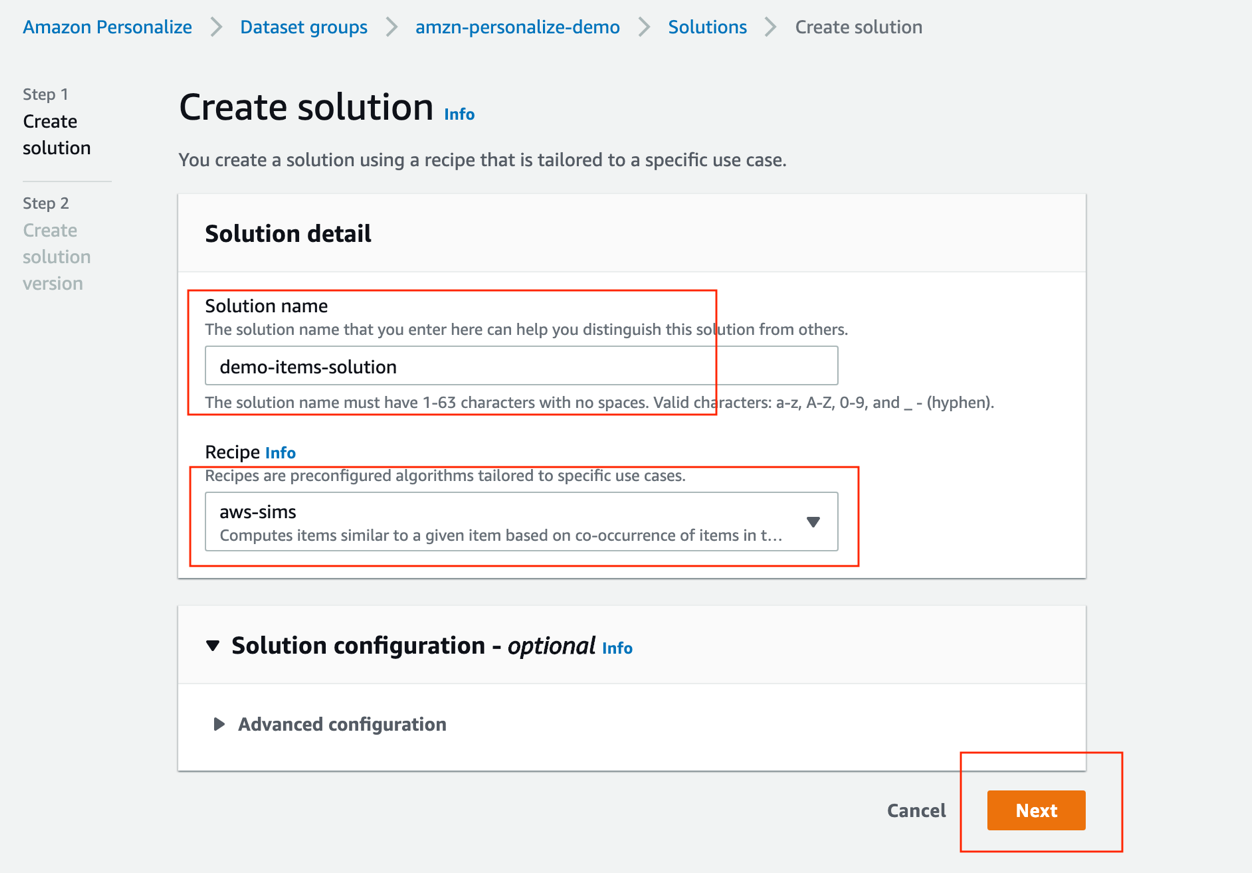 Amazon Personalize > Dataset groups > amzn-personalize-demo > Solutions > Create solution
Step 1
Create
solution
Step 2
Create
solution
version
Create solution Info
You create a solution using a recipe that is tailored to a specific use case.
Solution detail
Solution name
The solution name that you enter here can help you distinguish this solution from others.
demo-items-solution
The solution name must have 1-63 characters with no spaces. Valid characters: a-z, A-Z, 0-9, and _ - (hyphen).
Recipe Info
Recipes are preconfigured algorithms tailored to specific use cases.
aws-sims
Computes items similar to a given item based on co-occurrence of items in t...
Solution configuration - optional Info
Advanced configuration
Cancel Next